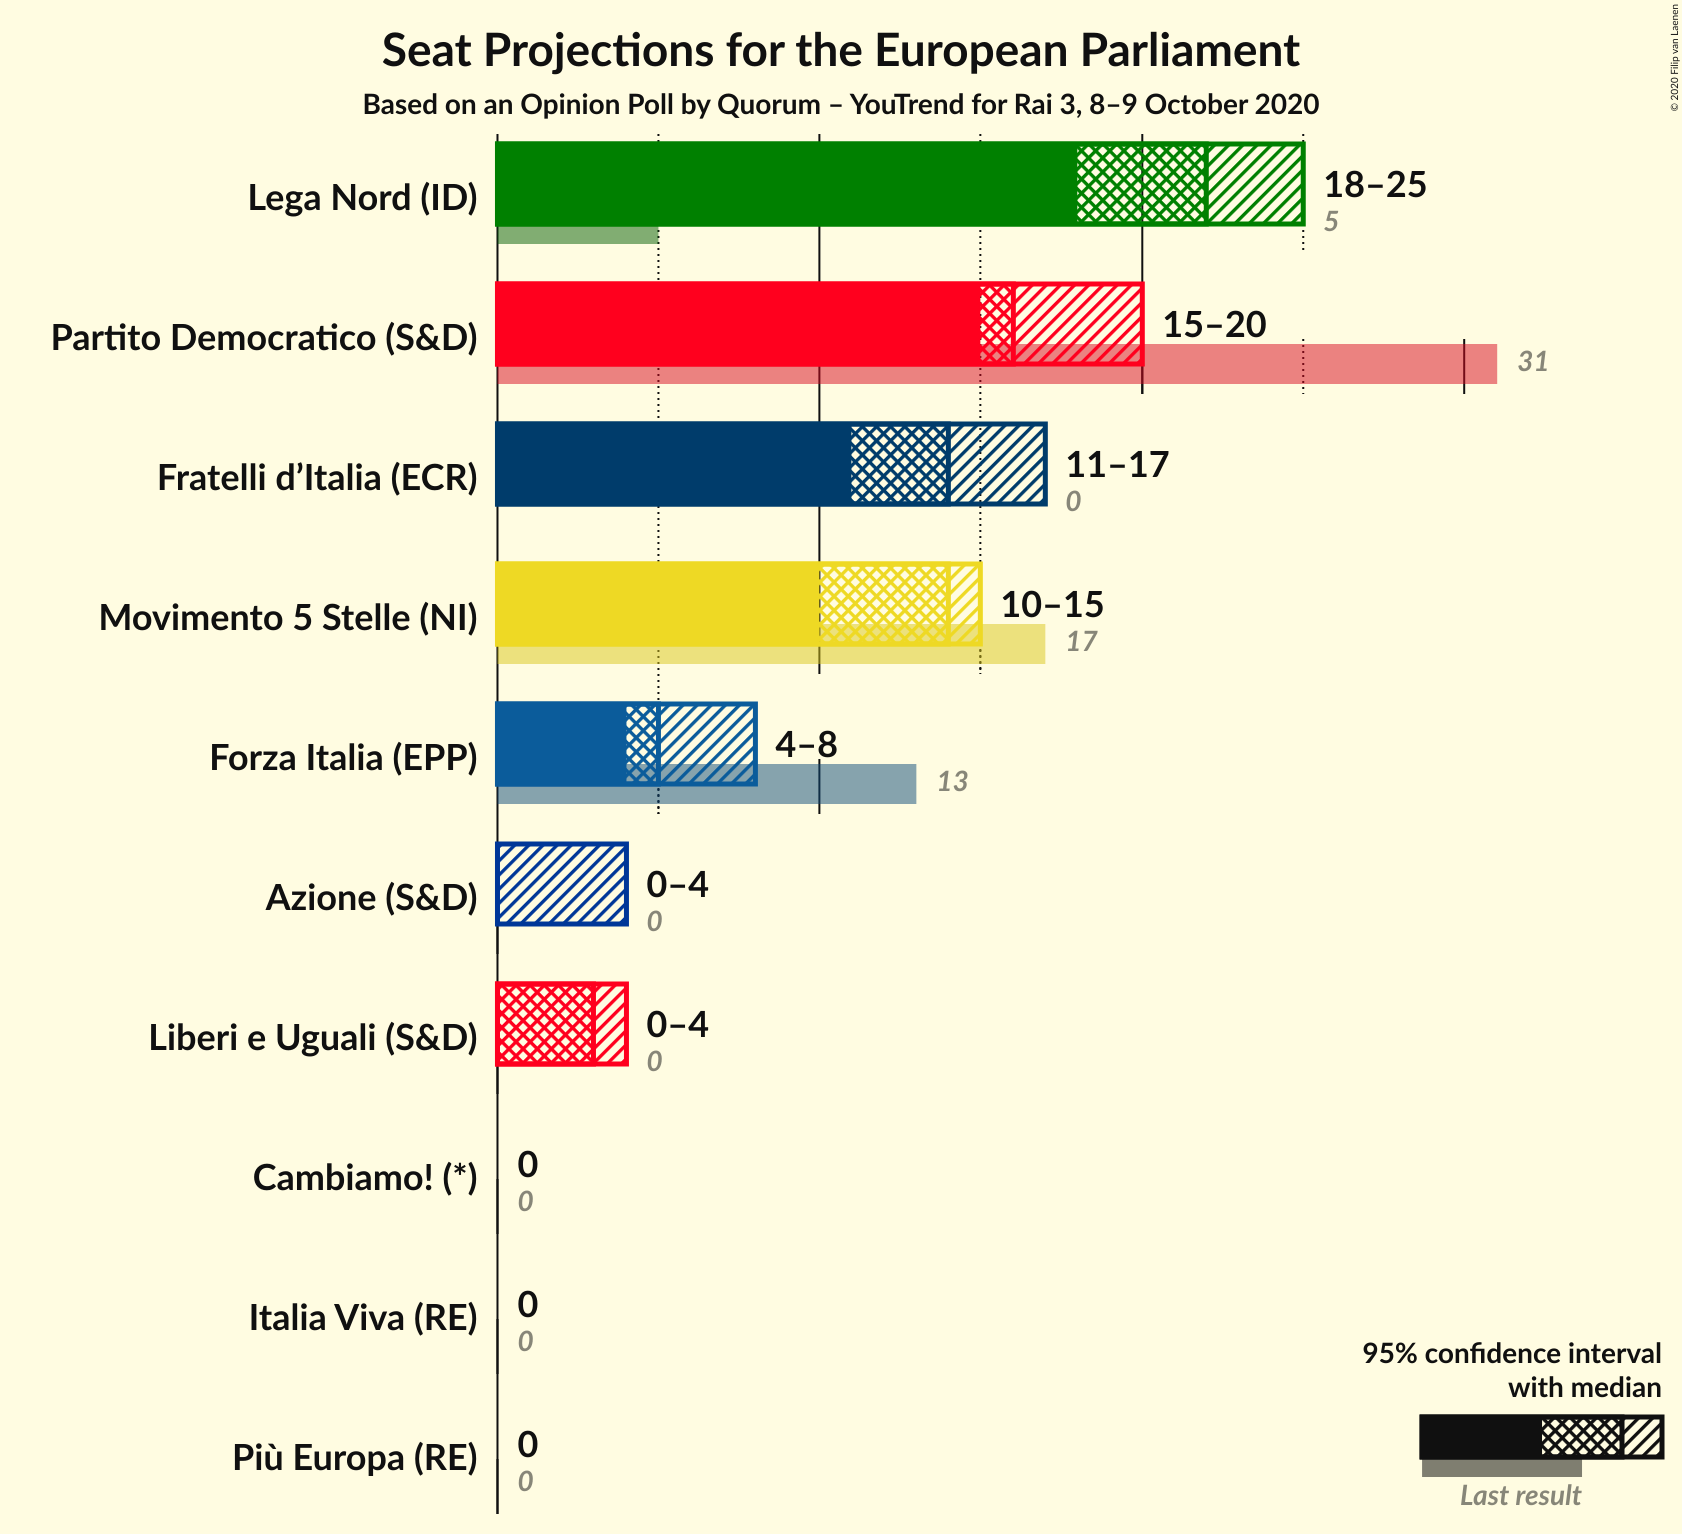 Seat Projections for the European Parliament
Based on an Opinion Poll by Quorum – YouTrend for Rai 3, 8–9 October 2020
© 2020 Filip van Laenen
Lega Nord (ID)
18–25
5
Partito Democratico (S&D)
15–20
31
Fratelli d’Italia (ECR)
11–17
0
Movimento 5 Stelle (NI)
10–15
17
Forza Italia (EPP)
4–8
13
Azione (S&D)
0–4
0
Liberi e Uguali (S&D)
0–4
0
Cambiamo! (*)
0
0
Italia Viva (RE)
0
0
Più Europa (RE)
0
0
95% confidence interval
with median
Last result